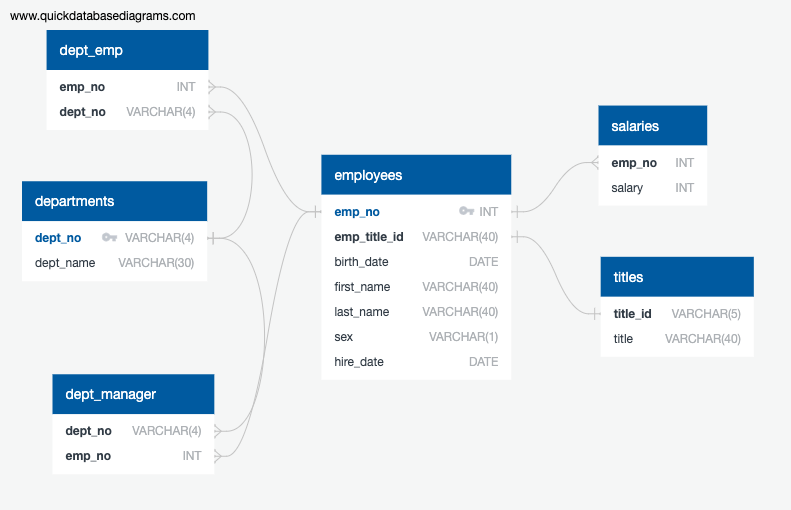 www.quickdatabasediagrams.com
dept_emp
emp_no INT
dept_no VARCHAR(4)
departments
dept_no VARCHAR(4)
dept_name VARCHAR(30)
dept_manager
dept_no VARCHAR(4)
emp_no INT
employees
emp_no INT
emp_title_id VARCHAR(40)
birth_date DATE
first_name VARCHAR(40)
last_name VARCHAR(40)
sex VARCHAR(1)
hire_date DATE
salaries
emp_no INT
salary INT
titles
title_id VARCHAR(5)
title VARCHAR(40)